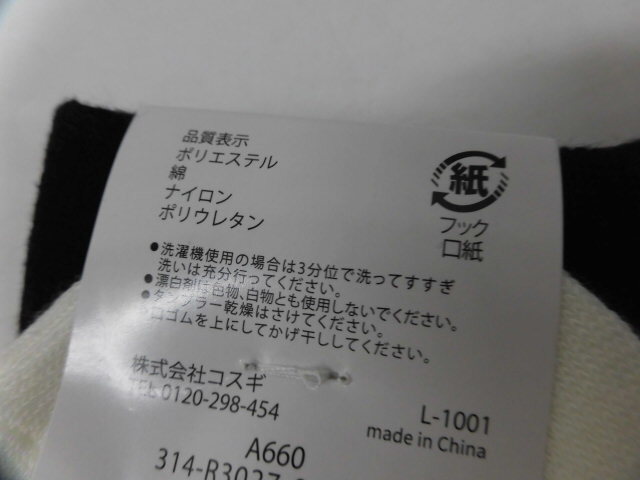 品質表示
ポリエステル
綿
ナイロン
ポリウレタン
紙
フック
口紙
●洗濯機使用の場合は3分位で洗ってすすぎ
洗いは充分行ってください。
●漂白剤は色物、白物とも使用しないでください。
●タンブラー乾燥はさけてください。
口ゴムを上にしてかげ干ししてください。
株式会社コスギ
TEL 0120-298-454
L-1001
made in China
A660
314-R3027